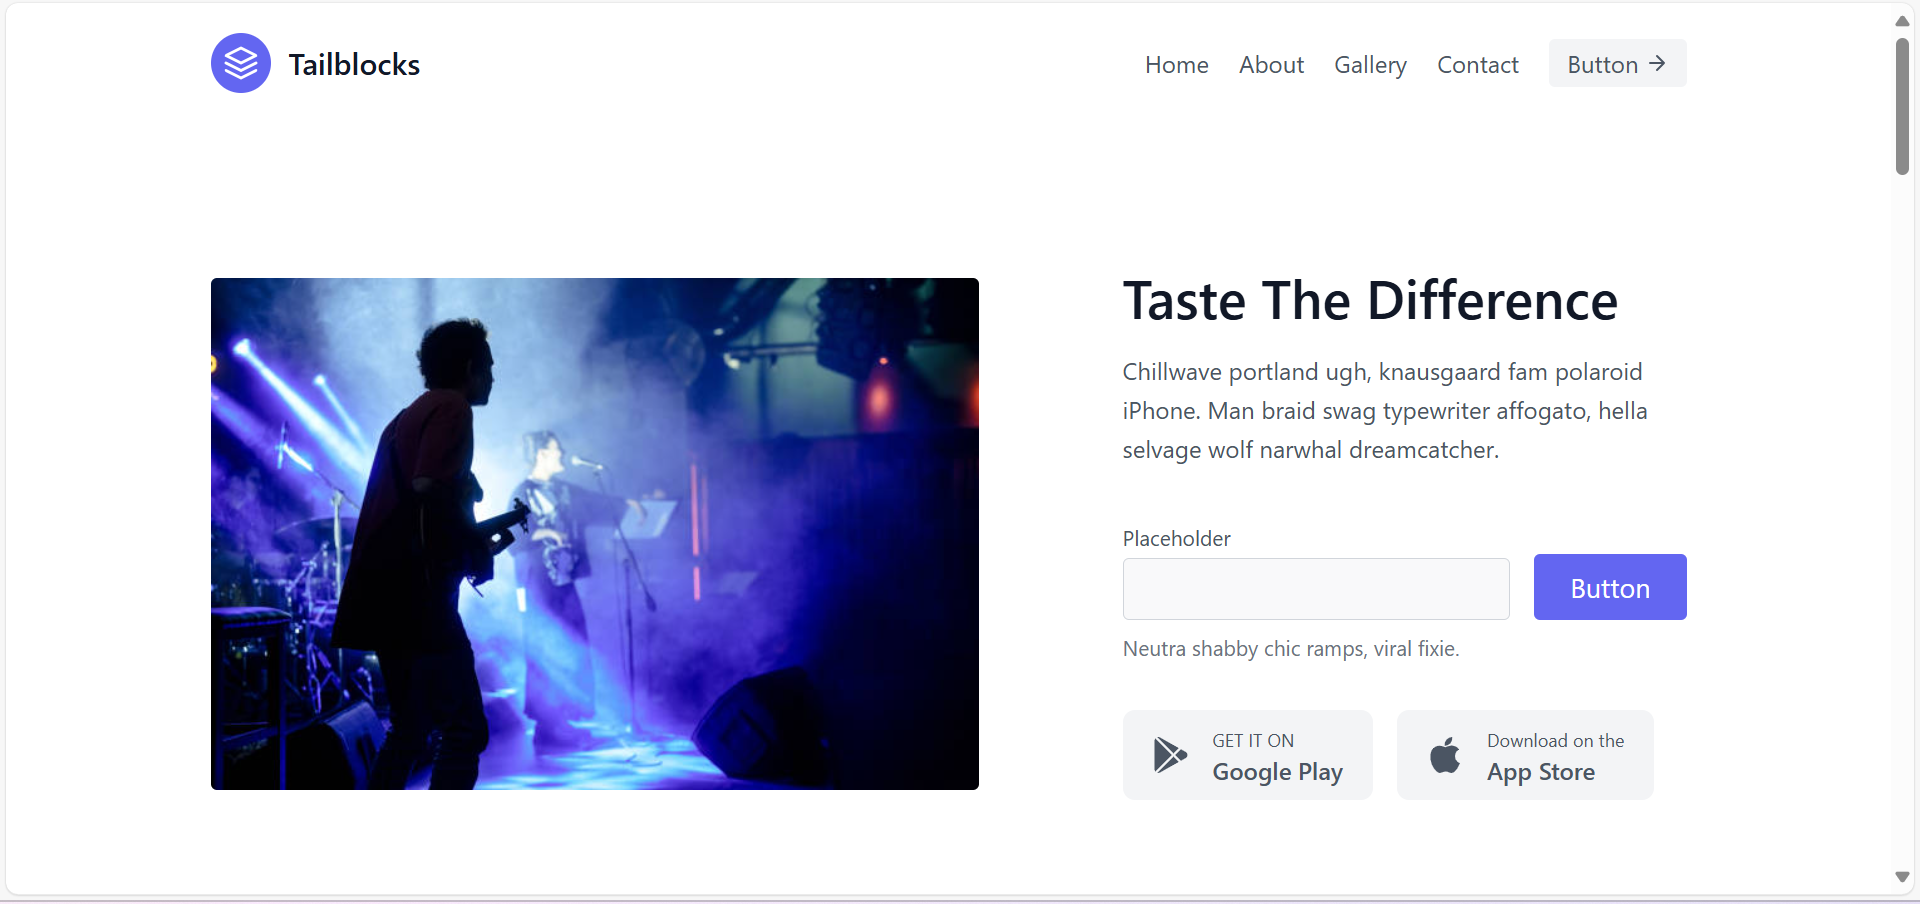 Tailblocks
Home About Gallery Contact Button
Taste The Difference
Chillwave portland ugh, knausgaard fam polaroid
iPhone. Man braid swag typewriter affogato, hella
selvage wolf narwhal dreamcatcher.
Placeholder
Button
Neutra shabby chic ramps, viral fixie.
GET IT ON
Google Play
Download on the
App Store